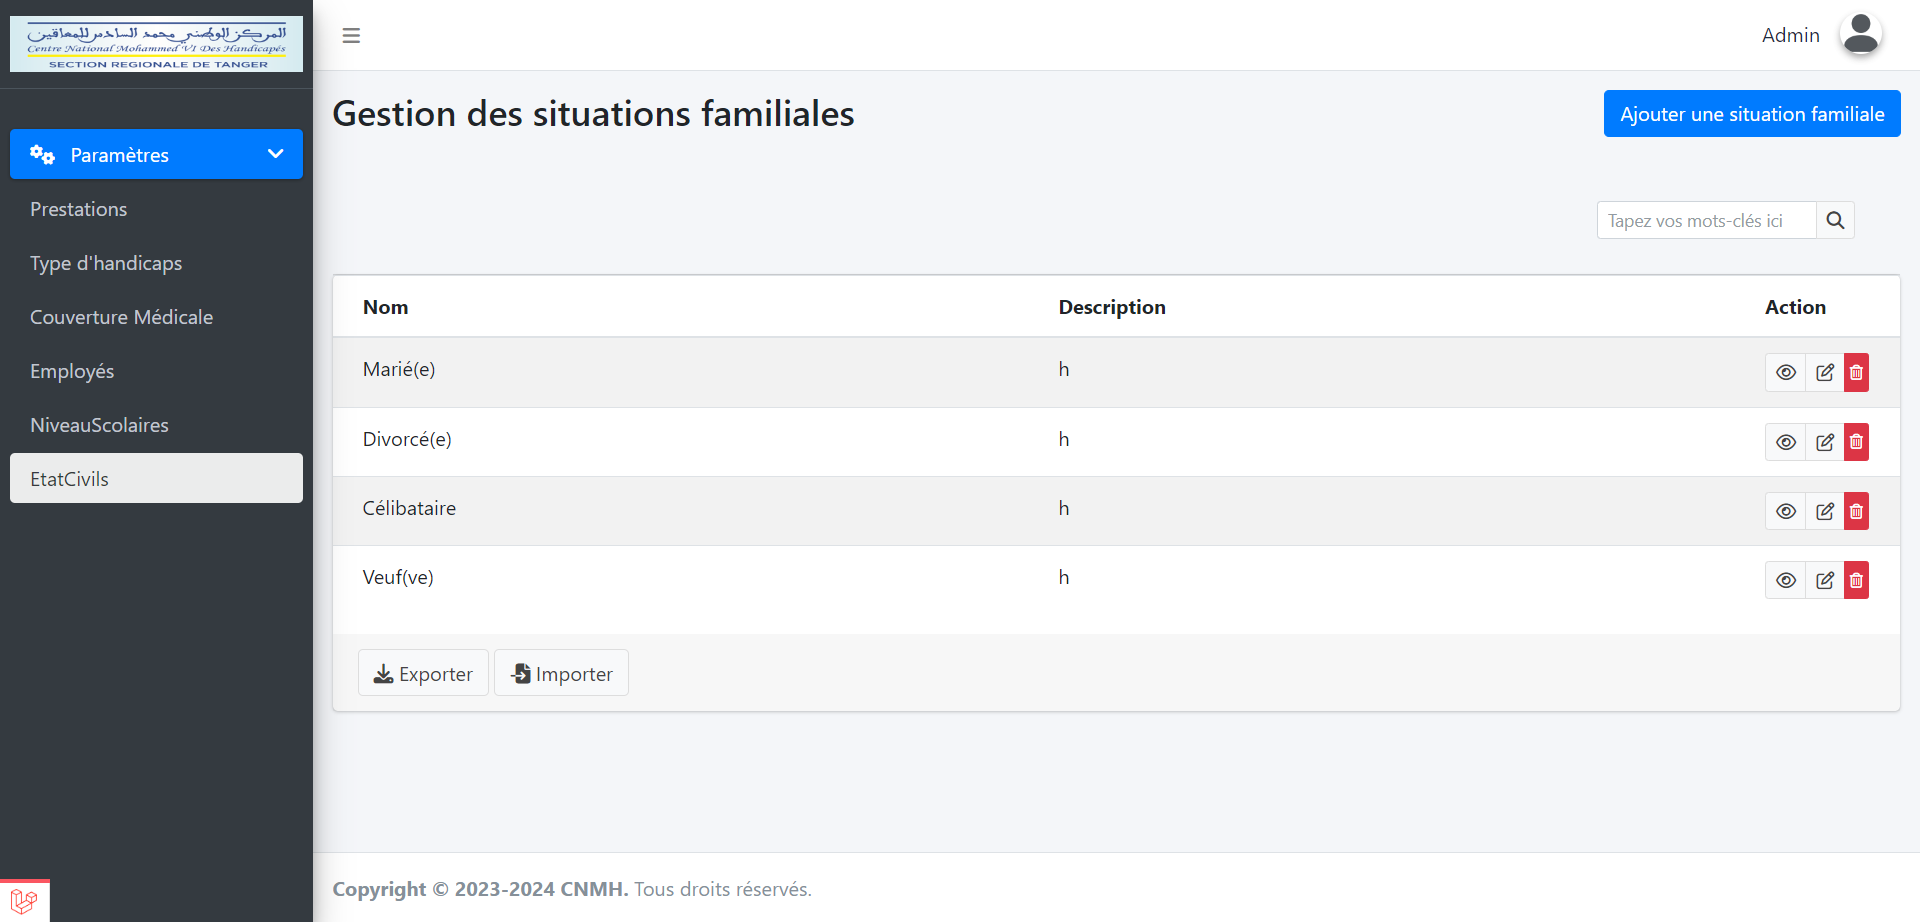 المركز الوطني محمد السادس للمعاقين
Centre National Mohammed VI Des Handicapés
SECTION REGIONALE DE TANGER
Admin
Paramètres
Prestations
Type d'handicaps
Couverture Médicale
Employés
NiveauScolaires
EtatCivils
Gestion des situations familiales
Ajouter une situation familiale
Tapez vos mots-clés ici
Nom Description Action
Marié(e) h
Divorcé(e) h
Célibataire h
Veuf(ve) h
Exporter Importer
Copyright © 2023-2024 CNMH. Tous droits réservés.